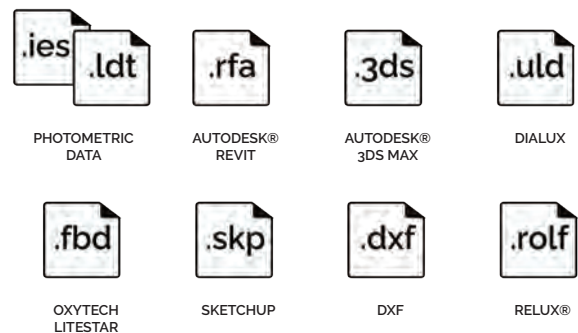 .ies .ldt .rfa .3ds .uld
PHOTOMETRIC DATA
AUTODESK® REVIT
AUTODESK® 3DS MAX
DIALUX
.fbd .skp .dxf .rolf
OXYTECH LITESTAR
SKETCHUP
DXF
RELUX®